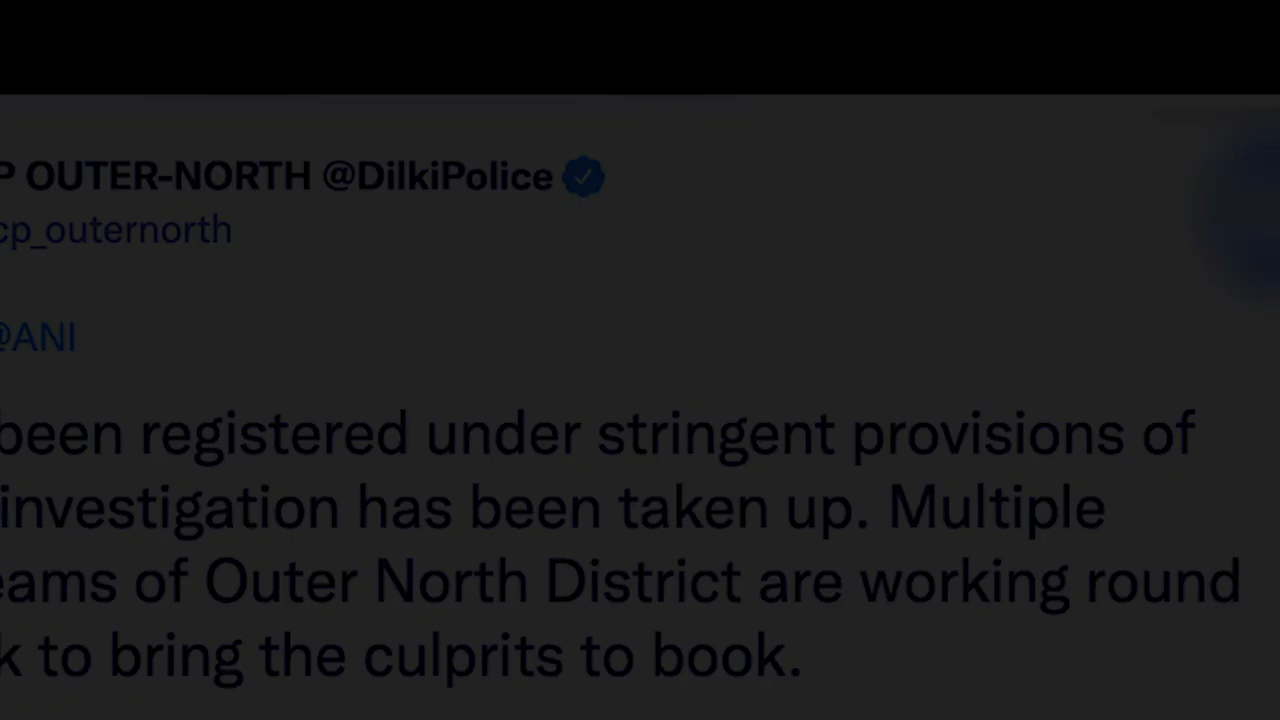 P OUTER-NORTH @DilkiPolice
cp_outernorth
@ANI
been registered under stringent provisions of
investigation has been taken up. Multiple
eams of Outer North District are working round
k to bring the culprits to book.